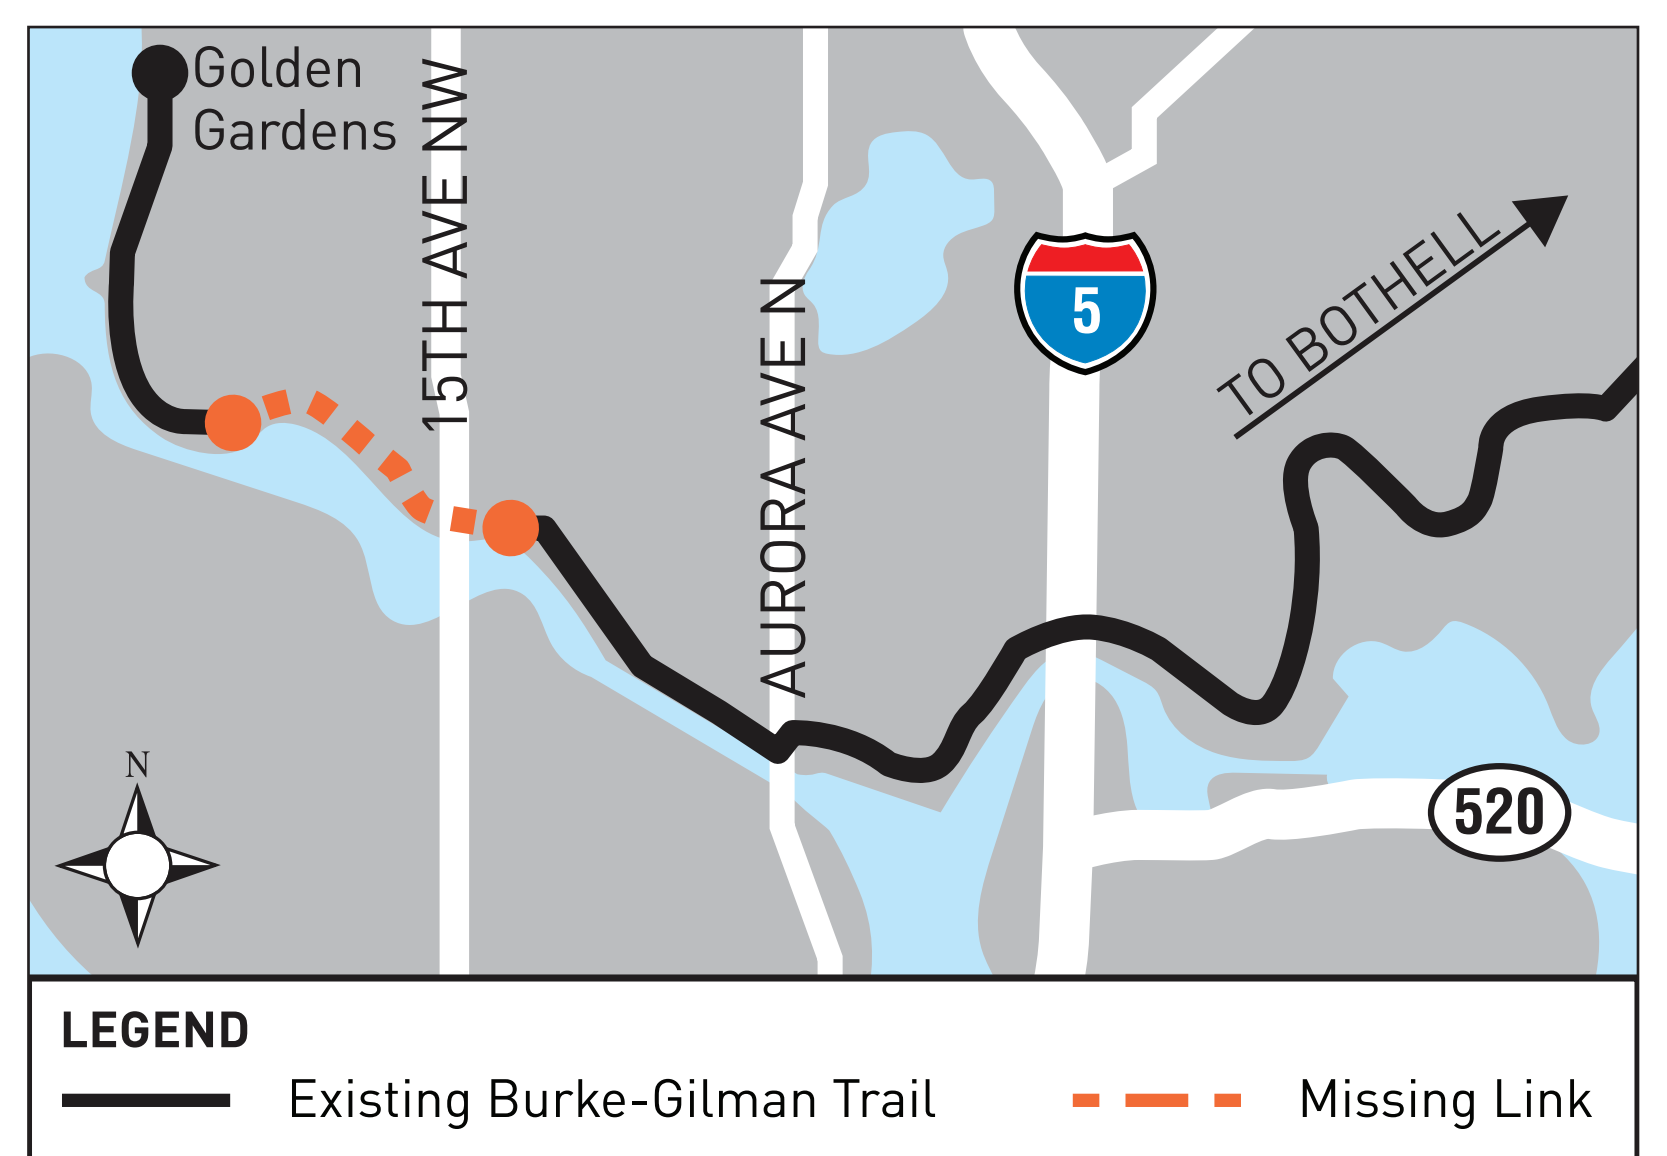 Golden
Gardens
15TH AVE NW
AURORA AVE N
5
TO BOTHELL
520
N
LEGEND
Existing Burke-Gilman Trail
Missing Link